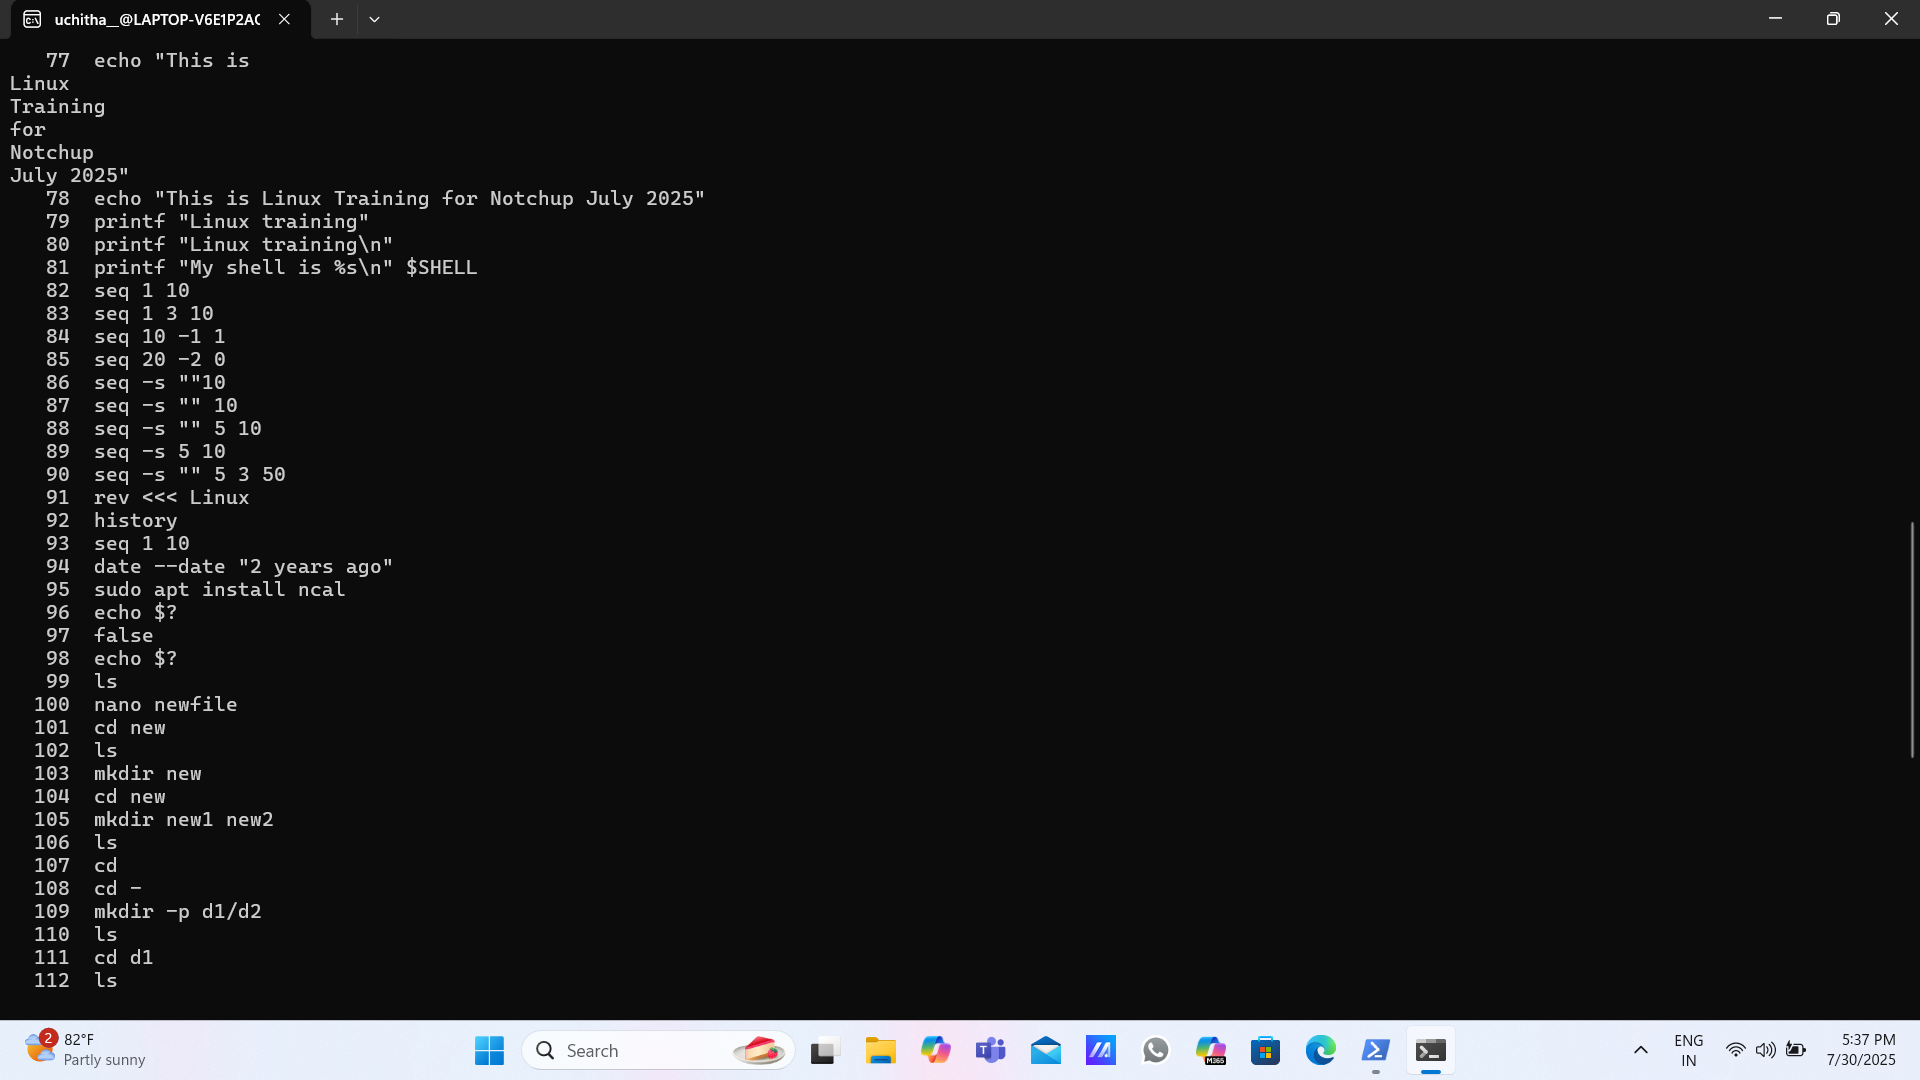 uchitha__@LAPTOP-V6E1P2AC
77 echo "This is
Linux
Training
for
Notchup
July 2025"
78 echo "This is Linux Training for Notchup July 2025"
79 printf "Linux training"
80 printf "Linux training\n"
81 printf "My shell is %s\n" $SHELL
82 seq 1 10
83 seq 1 3 10
84 seq 10 -1 1
85 seq 20 -2 0
86 seq -s ""10
87 seq -s "" 10
88 seq -s "" 5 10
89 seq -s 5 10
90 seq -s "" 5 3 50
91 rev <<< Linux
92 history
93 seq 1 10
94 date --date "2 years ago"
95 sudo apt install ncal
96 echo $?
97 false
98 echo $?
99 ls
100 nano newfile
101 cd new
102 ls
103 mkdir new
104 cd new
105 mkdir new1 new2
106 ls
107 cd
108 cd -
109 mkdir -p d1/d2
110 ls
111 cd d1
112 ls
2
82°F
Partly sunny
Search
M365
ENG
IN
5:37 PM
7/30/2025